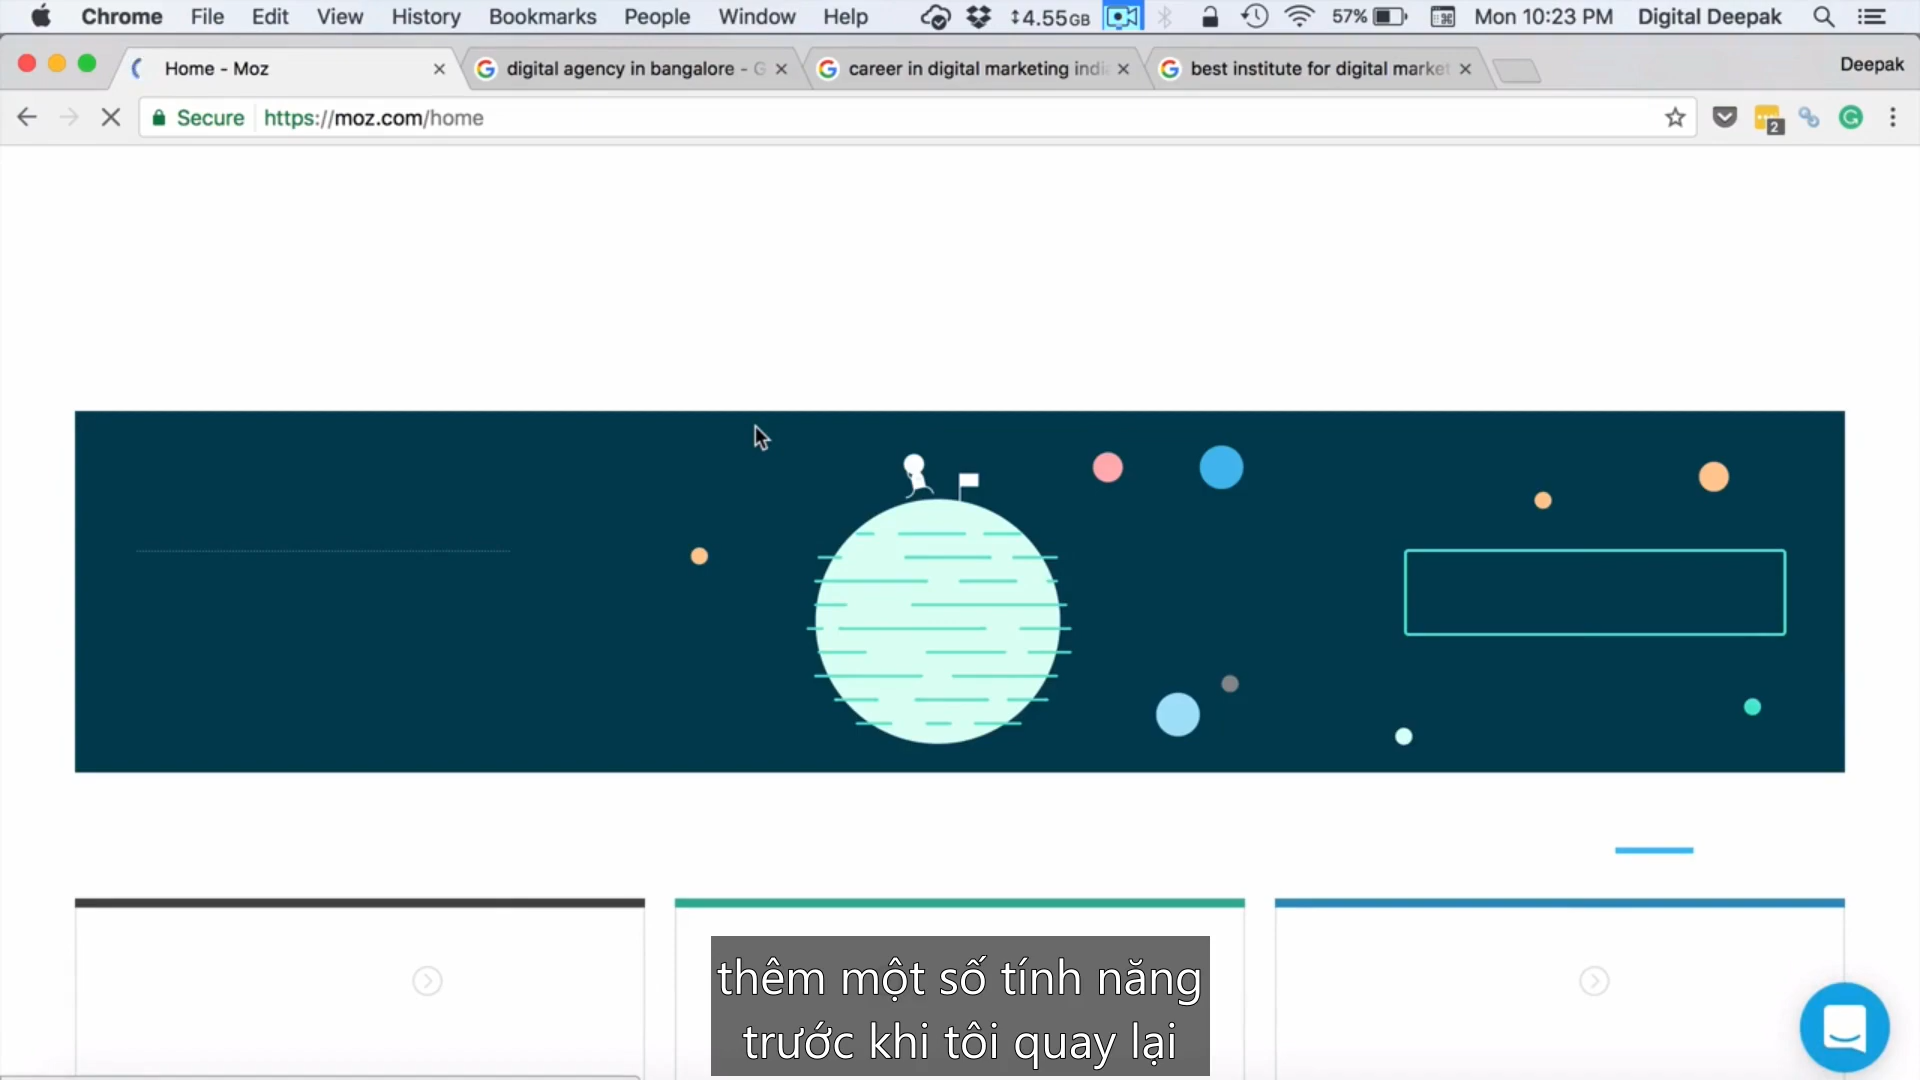 Chrome File Edit View History Bookmarks People Window Help 4.55GB 57% Mon 10:23 PM Digital Deepak
Home - Moz digital agency in bangalore - G career in digital marketing indi best institute for digital market Deepak
Secure https://moz.com/home 2
thêm một số tính năng
trước khi tôi quay lại